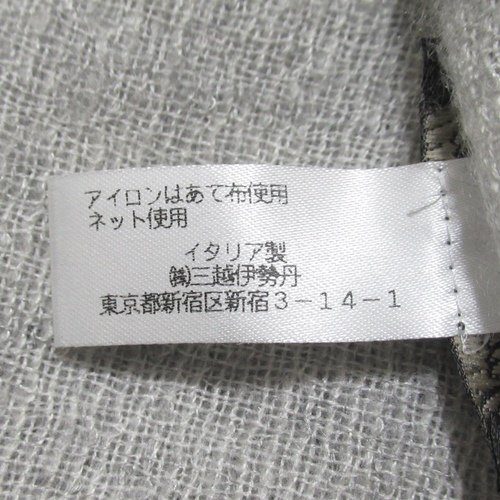 アイロンはあて布使用
ネット使用
イタリア製
㈱三越伊勢丹
東京都新宿区新宿３－１４－１